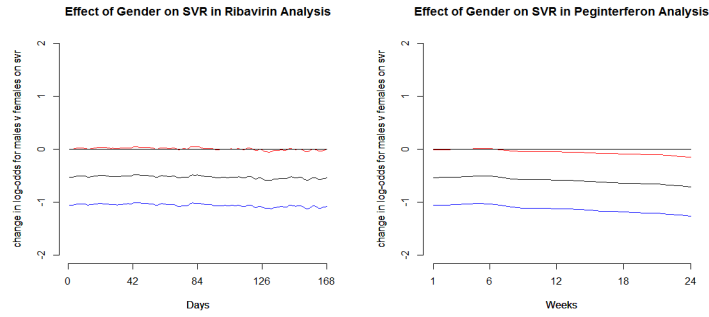 Effect of Gender on SVR in Ribavirin Analysis
change in log-odds for males v females on svr
2
1
0
-1
-2
0 42 84 126 168
Days
Effect of Gender on SVR in Peginterferon Analysis
change in log-odds for males v females on svr
2
1
0
-1
-2
1 6 12 18 24
Weeks